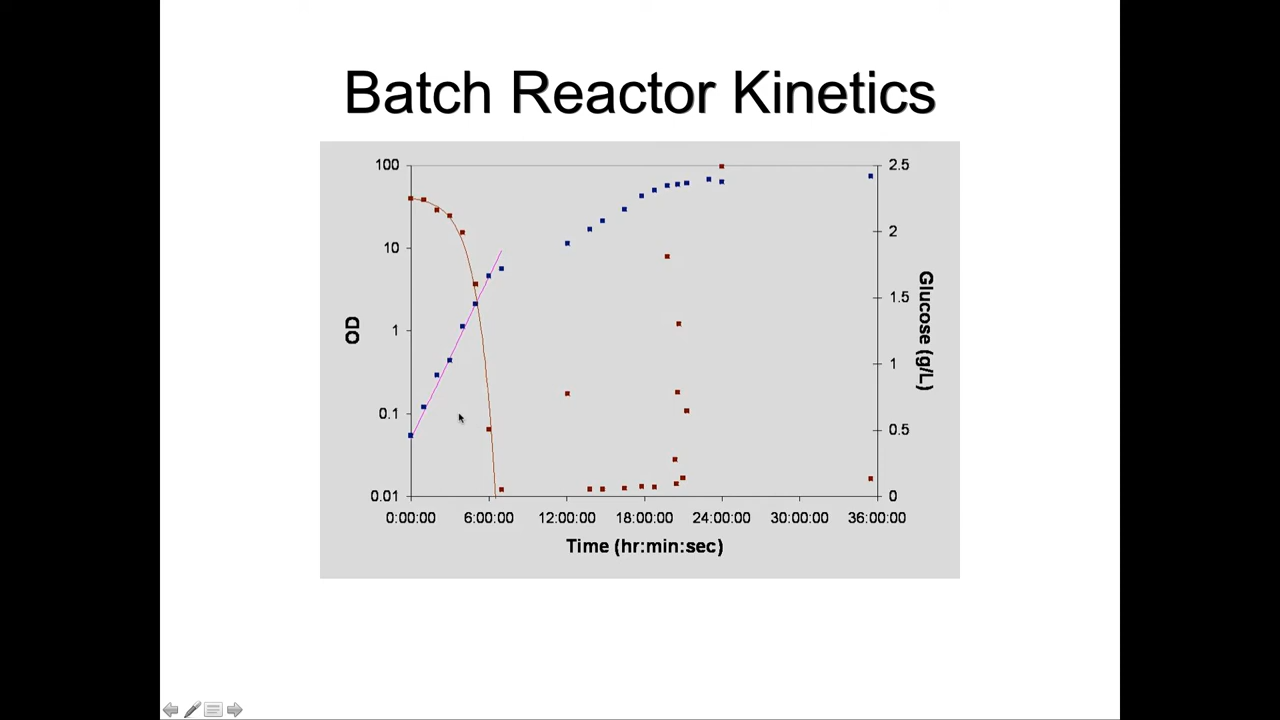 Batch Reactor Kinetics
100
10
1
0.1
0.01
OD
2.5
2
1.5
1
0.5
0
Glucose (g/L)
0:00:00 6:00:00 12:00:00 18:00:00 24:00:00 30:00:00 36:00:00
Time (hr:min:sec)